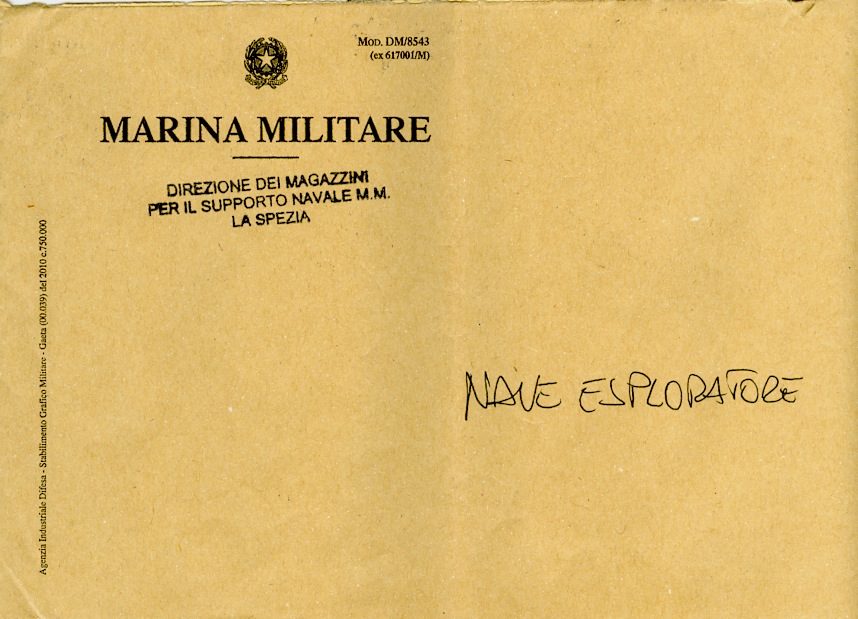 MOD. DM/8543
(ex 617001/M)
MARINA MILITARE
DIREZIONE DEI MAGAZZINI
PER IL SUPPORTO NAVALE M.M.
LA SPEZIA
Agenzia Industriale Difesa - Stabilimento Grafico Militare - Gaeta (00.039) del 2010 c.750.000
NAVE ESPLORATORE